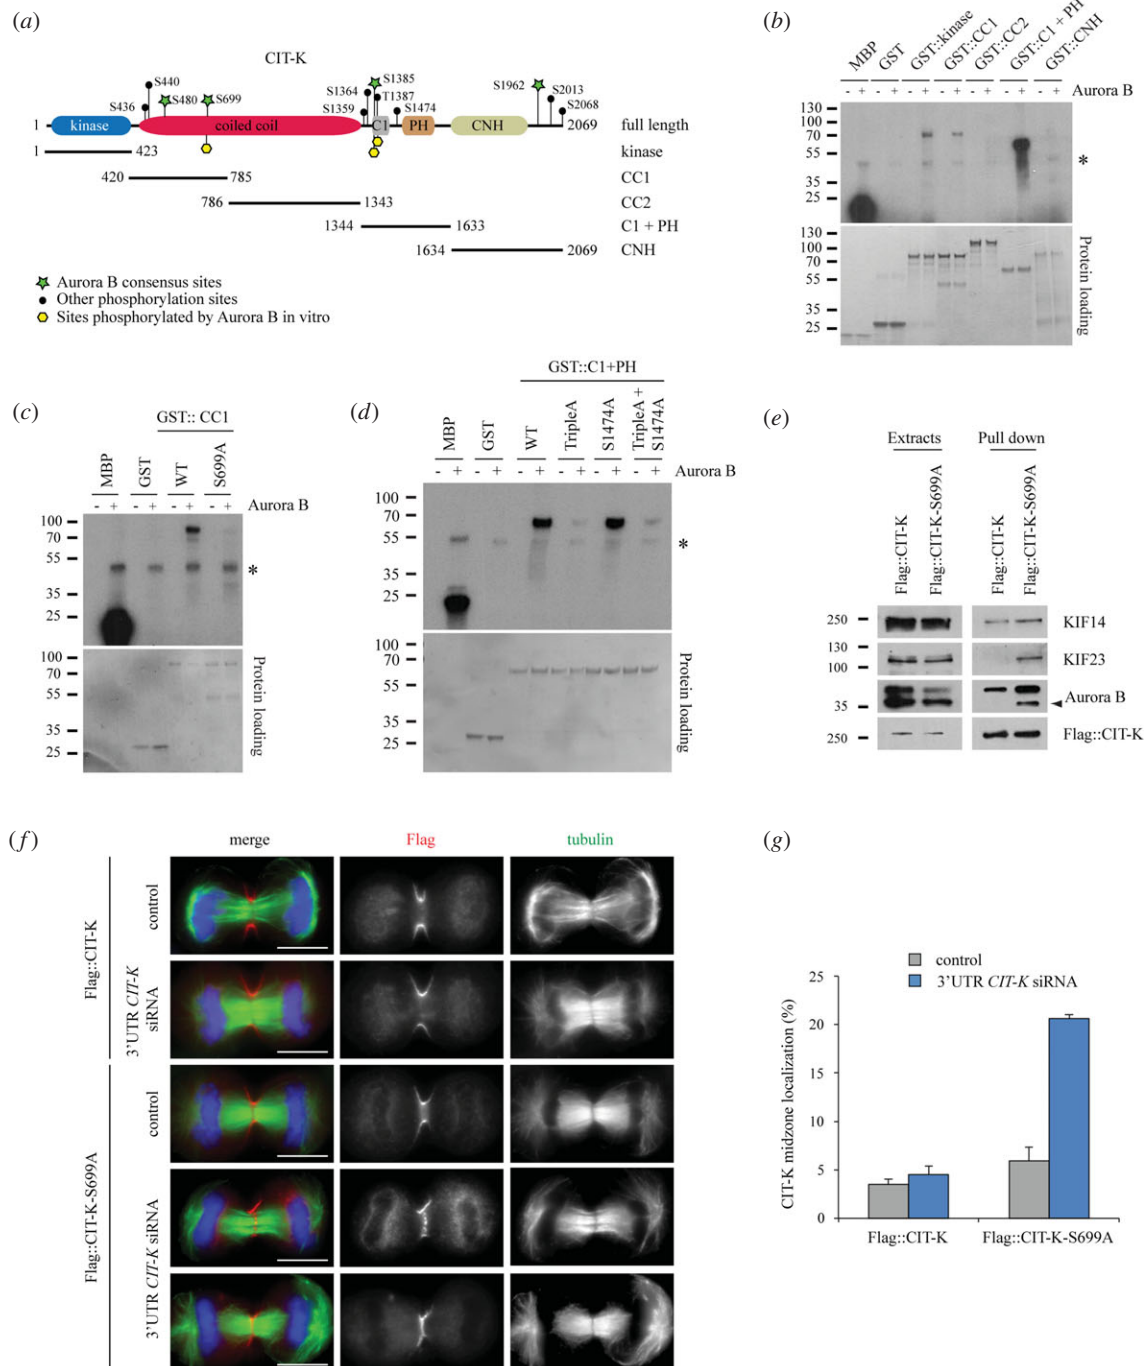 (a)
CIT-K
S440
S436
S480
S699
S1364
S1385
S1359
T1387
S1474
S1962
S2013
S2068
1 kinase coiled coil C1 PH CNH 2069 full length
1 423 kinase
420 785 CC1
786 1343 CC2
1344 1633 C1 + PH
1634 2069 CNH
Aurora B consensus sites
Other phosphorylation sites
Sites phosphorylated by Aurora B in vitro
(b)
MBP GST GST::kinase GST::CC1 GST::CC2 GST::C1 + PH GST::CNH
- + - + - + - + - + - + - + Aurora B
130
100
70
55
35
25
*
130
100
70
55
35
25
Protein loading
(c)
GST:: CC1
MBP GST WT S699A
- + - + - + - + Aurora B
100
70
55
35
25
*
100
70
55
35
25
Protein loading
(d)
GST::C1+PH
MBP GST WT TripleA S1474A TripleA + S1474A
- + - + - + - + - + - + Aurora B
100
70
55
35
25
*
100
70
55
35
25
Protein loading
(e)
Extracts Pull down
Flag::CIT-K Flag::CIT-K-S699A Flag::CIT-K Flag::CIT-K-S699A
250 KIF14
130
100 KIF23
35 Aurora B
250 Flag::CIT-K
(f)
merge Flag tubulin
Flag::CIT-K
control
3'UTR CIT-K siRNA
Flag::CIT-K-S699A
control
3'UTR CIT-K siRNA
(g)
control
3'UTR CIT-K siRNA
CIT-K midzone localization (%)
25
20
15
10
5
0
Flag::CIT-K Flag::CIT-K-S699A